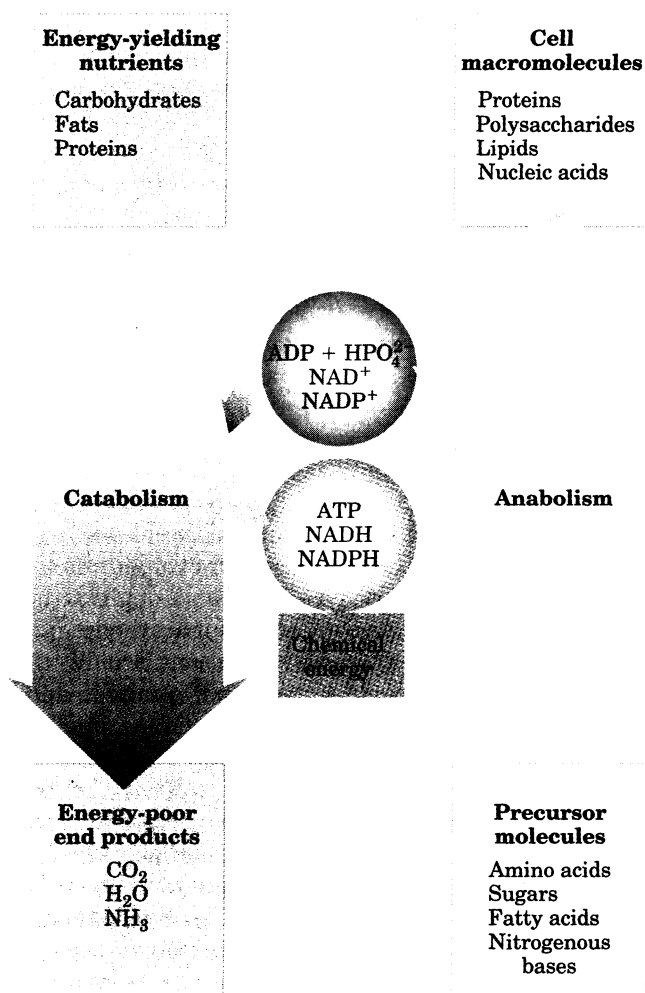 Energy-yielding
nutrients
Carbohydrates
Fats
Proteins
Cell
macromolecules
Proteins
Polysaccharides
Lipids
Nucleic acids
ADP + HPO₄²⁻
NAD⁺
NADP⁺
Catabolism
ATP
NADH
NADPH
Anabolism
Chemical
energy
Energy-poor
end products
CO₂
H₂O
NH₃
Precursor
molecules
Amino acids
Sugars
Fatty acids
Nitrogenous
bases